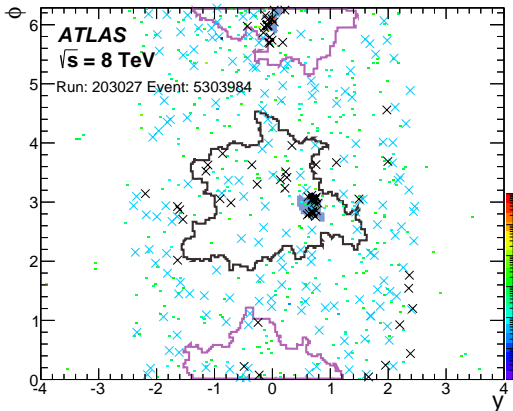 ϕ
6
ATLAS
√s = 8 TeV
5
Run: 203027 Event: 5303984
4
3
2
1
0
-4 -3 -2 -1 0 1 2 3 4
y